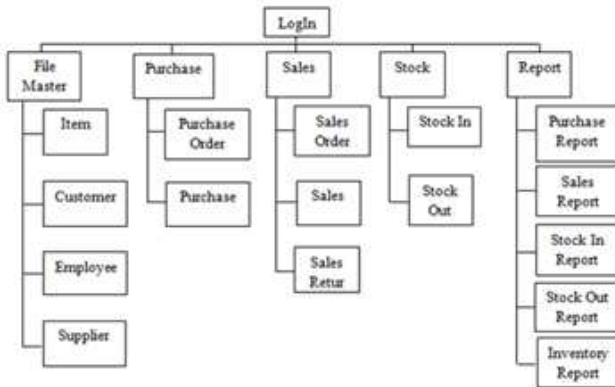 LogIn
File
Master
Purchase
Sales
Stock
Report
Item
Customer
Employee
Supplier
Purchase
Order
Purchase
Sales
Order
Sales
Sales
Retur
Stock In
Stock
Out
Purchase
Report
Sales
Report
Stock In
Report
Stock Out
Report
Inventory
Report